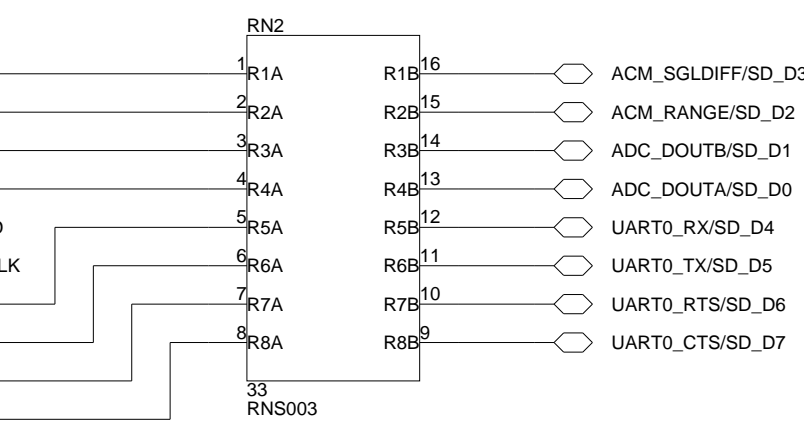 RN2
1 R1A R1B 16 ACM_SGLDIFF/SD_D3
2 R2A R2B 15 ACM_RANGE/SD_D2
3 R3A R3B 14 ADC_DOUTB/SD_D1
4 R4A R4B 13 ADC_DOUTA/SD_D0
5 R5A R5B 12 UART0_RX/SD_D4
LK 6 R6A R6B 11 UART0_TX/SD_D5
7 R7A R7B 10 UART0_RTS/SD_D6
8 R8A R8B 9 UART0_CTS/SD_D7
33
RNS003